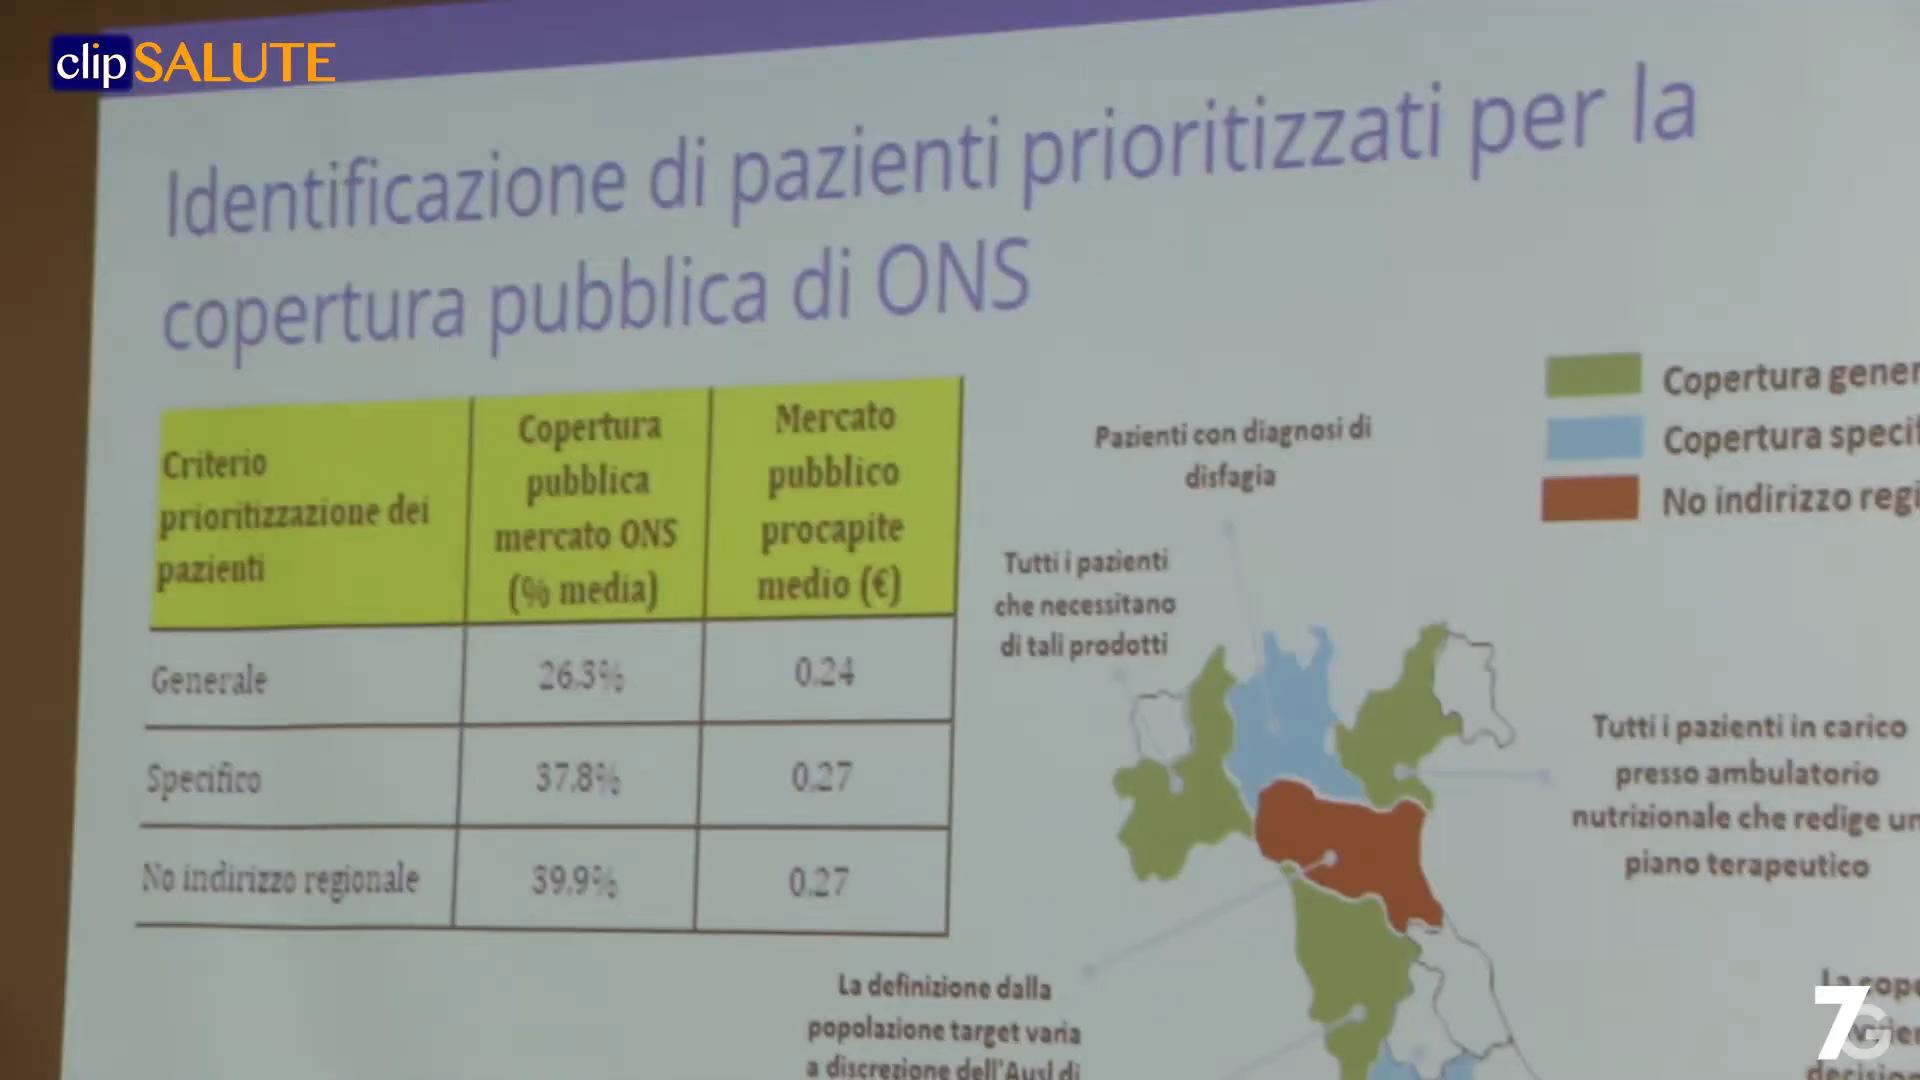 clipSALUTE
Identificazione di pazienti prioritizzati per la
copertura pubblica di ONS
Criterio
prioritizzazione dei
pazienti
Copertura
pubblica
mercato ONS
(% media)
Mercato
pubblico
procapite
medio (€)
Generale
26.3%
0.24
Specifico
37.8%
0.27
No indirizzo regionale
39.9%
0.27
Copertura
Copertura
No indirizzo
Pazienti con diagnosi di
disfagia
Tutti i pazienti
che necessitano
di tali prodotti
Tutti i pazienti in carico
presso ambulatorio
nutrizionale che redige un
piano terapeutico
La definizione dalla
popolazione target varia
a discrezione dell'Ausl di
La
7G